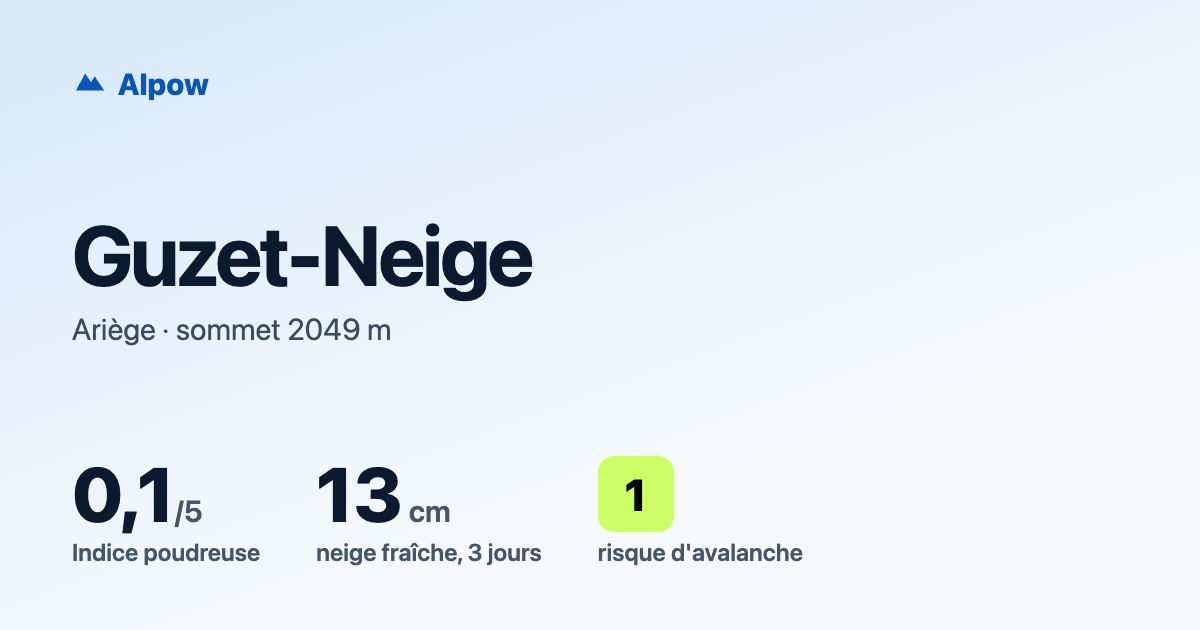 Alpow
Guzet-Neige
Ariège · sommet 2049 m
0,1/5
Indice poudreuse
13 cm
neige fraîche, 3 jours
1
risque d'avalanche